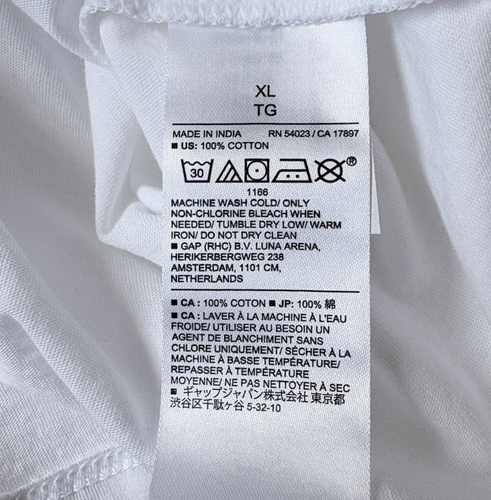 XL
TG
MADE IN INDIA RN 54023 / CA 17897
■ US: 100% COTTON
30 ®
1166
MACHINE WASH COLD/ ONLY
NON-CHLORINE BLEACH WHEN
NEEDED/ TUMBLE DRY LOW/ WARM
IRON/ DO NOT DRY CLEAN
■ GAP (RHC) B.V. LUNA ARENA,
HERIKERBERGWEG 238
AMSTERDAM, 1101 CM,
NETHERLANDS
■ CA : 100% COTON ■ JP: 100% 綿
■ CA : LAVER À LA MACHINE À L'EAU
FROIDE/ UTILISER AU BESOIN UN
AGENT DE BLANCHIMENT SANS
CHLORE UNIQUEMENT/ SÉCHER À LA
MACHINE À BASSE TEMPÉRATURE/
REPASSER À TEMPÉRATURE
MOYENNE/ NE PAS NETTOYER À SEC
■ ギャップジャパン株式会社 東京都
渋谷区千駄ヶ谷 5-32-10